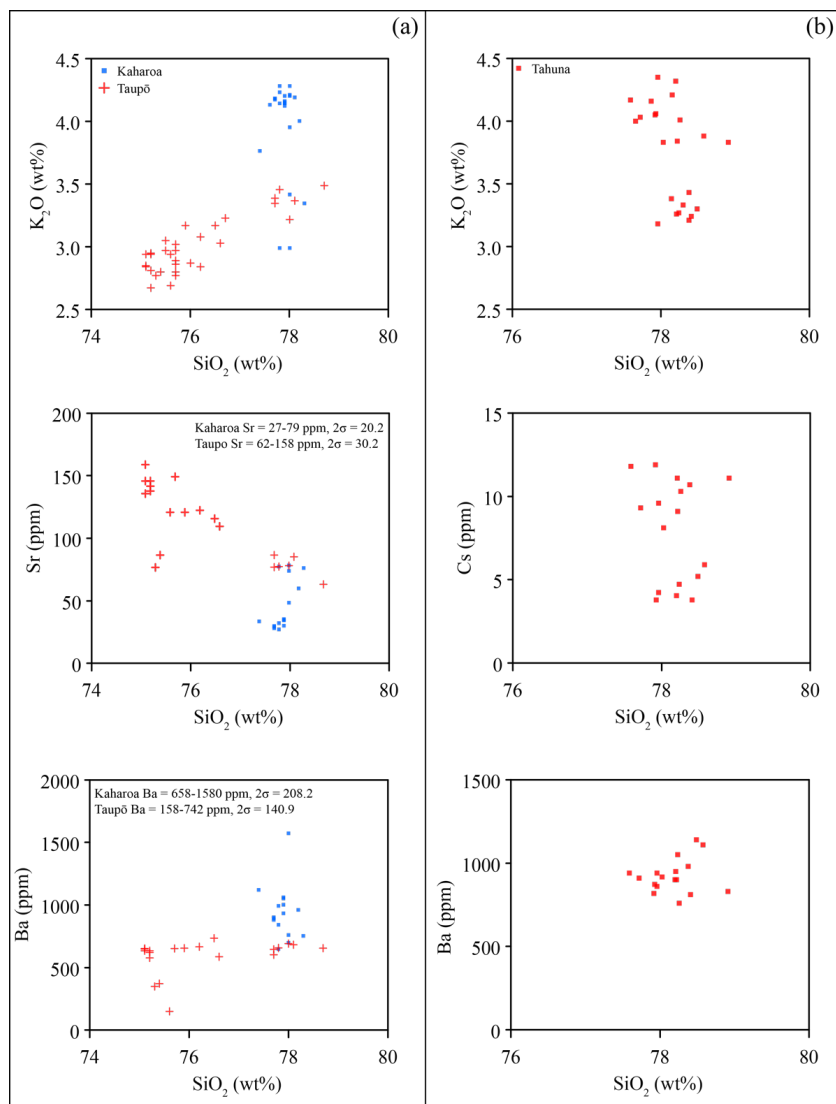 (a)
4.5
Kaharoa
Taupō
4.0
3.5
3.0
2.5
K₂O (wt%)
74 76 78 80
SiO₂ (wt%)
200
Kaharoa Sr = 27-79 ppm, 2σ = 20.2
Taupo Sr = 62-158 ppm, 2σ = 30.2
150
100
50
0
Sr (ppm)
74 76 78 80
SiO₂ (wt%)
2000
Kaharoa Ba = 658-1580 ppm, 2σ = 208.2
Taupō Ba = 158-742 ppm, 2σ = 140.9
1500
1000
500
0
Ba (ppm)
74 76 78 80
SiO₂ (wt%)
(b)
4.5
Tahuna
4.0
3.5
3.0
2.5
K₂O (wt%)
76 78 80
SiO₂ (wt%)
15
10
5
0
Cs (ppm)
76 78 80
SiO₂ (wt%)
1500
1000
500
0
Ba (ppm)
76 78 80
SiO₂ (wt%)